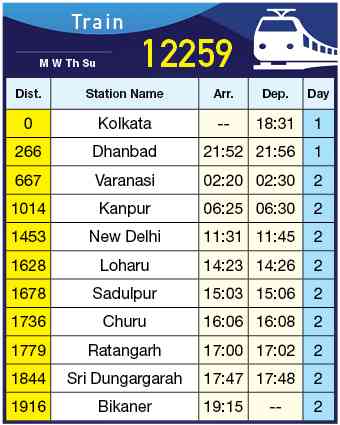 Train
M W Th Su 12259
Dist. Station Name Arr. Dep. Day
0 Kolkata -- 18:31 1
266 Dhanbad 21:52 21:56 1
667 Varanasi 02:20 02:30 2
1014 Kanpur 06:25 06:30 2
1453 New Delhi 11:31 11:45 2
1628 Loharu 14:23 14:26 2
1678 Sadulpur 15:03 15:06 2
1736 Churu 16:06 16:08 2
1779 Ratangarh 17:00 17:02 2
1844 Sri Dungargarah 17:47 17:48 2
1916 Bikaner 19:15 -- 2